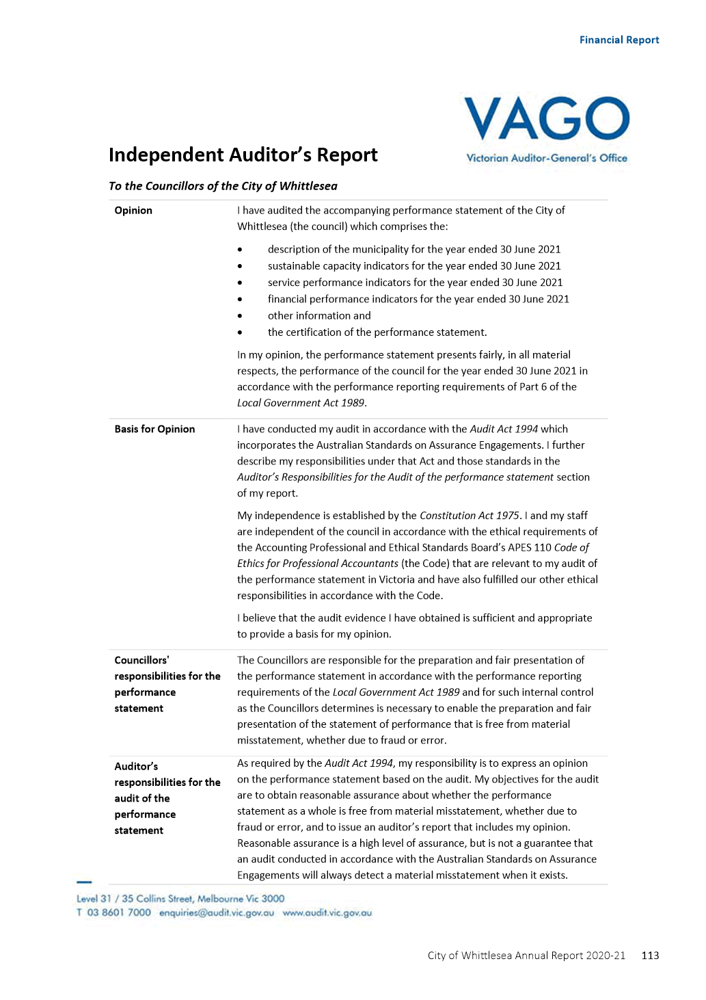 Financial Report
VAGO
Victorian Auditor-General's Office
Independent Auditor’s Report
To the Councillors of the City of Whittlesea
Opinion
I have audited the accompanying performance statement of the City of
Whittlesea (the council) which comprises the:
• description of the municipality for the year ended 30 June 2021
• sustainable capacity indicators for the year ended 30 June 2021
• service performance indicators for the year ended 30 June 2021
• financial performance indicators for the year ended 30 June 2021
• other information and
• the certification of the performance statement.
In my opinion, the performance statement presents fairly, in all material
respects, the performance of the council for the year ended 30 June 2021 in
accordance with the performance reporting requirements of Part 6 of the
Local Government Act 1989.
Basis for Opinion
I have conducted my audit in accordance with the Audit Act 1994 which
incorporates the Australian Standards on Assurance Engagements. I further
describe my responsibilities under that Act and those standards in the
Auditor’s Responsibilities for the Audit of the performance statement section
of my report.
My independence is established by the Constitution Act 1975. I and my staff
are independent of the council in accordance with the ethical requirements of
the Accounting Professional and Ethical Standards Board’s APES 110 Code of
Ethics for Professional Accountants (the Code) that are relevant to my audit of
the performance statement in Victoria and have also fulfilled our other ethical
responsibilities in accordance with the Code.
I believe that the audit evidence I have obtained is sufficient and appropriate
to provide a basis for my opinion.
Councillors'
responsibilities for the
performance
statement
The Councillors are responsible for the preparation and fair presentation of
the performance statement in accordance with the performance reporting
requirements of the Local Government Act 1989 and for such internal control
as the Councillors determines is necessary to enable the preparation and fair
presentation of the statement of performance that is free from material
misstatement, whether due to fraud or error.
Auditor’s
responsibilities for the
audit of the
performance
statement
As required by the Audit Act 1994, my responsibility is to express an opinion
on the performance statement based on the audit. My objectives for the audit
are to obtain reasonable assurance about whether the performance
statement as a whole is free from material misstatement, whether due to
fraud or error, and to issue an auditor’s report that includes my opinion.
Reasonable assurance is a high level of assurance, but is not a guarantee that
an audit conducted in accordance with the Australian Standards on Assurance
Engagements will always detect a material misstatement when it exists.
Level 31 / 35 Collins Street, Melbourne Vic 3000
T 03 8601 7000 enquiries@audit.vic.gov.au www.audit.vic.gov.au
City of Whittlesea Annual Report 2020-21 113